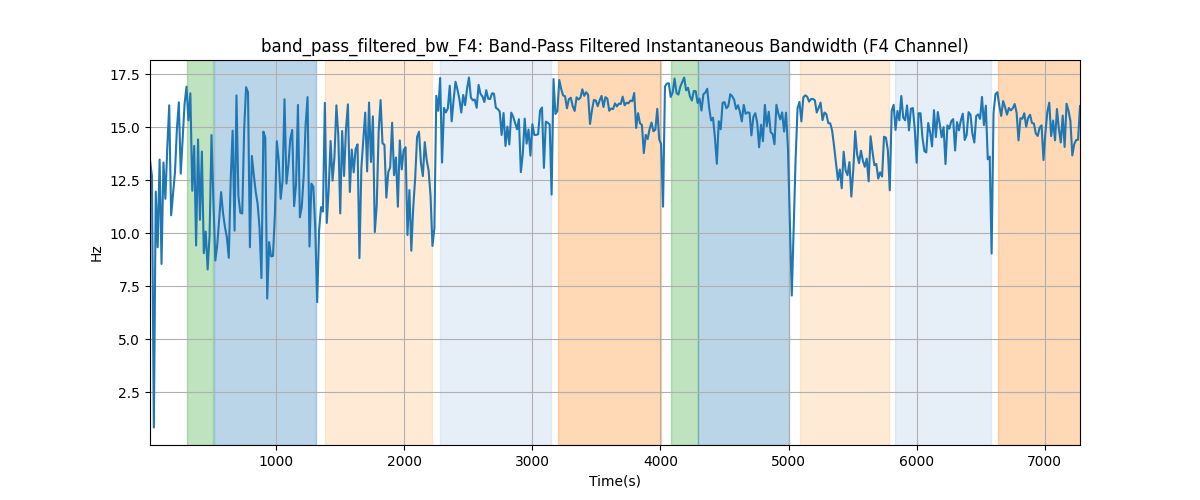 band_pass_filtered_bw_F4: Band-Pass Filtered Instantaneous Bandwidth (F4 Channel)
17.5
15.0
12.5
10.0
7.5
5.0
2.5
Hz
1000 2000 3000 4000 5000 6000 7000
Time(s)